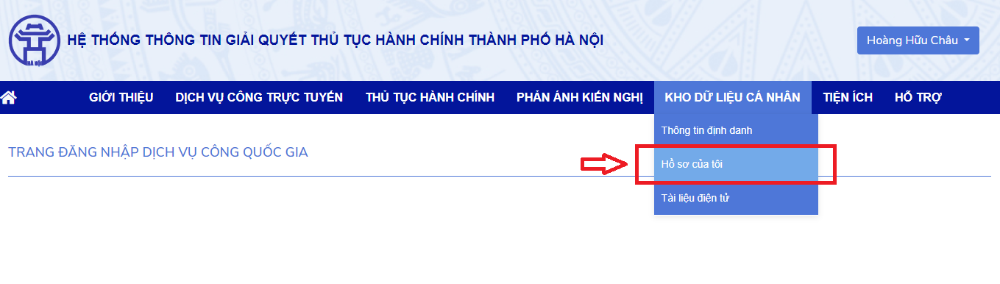 HỆ THỐNG THÔNG TIN GIẢI QUYẾT THỦ TỤC HÀNH CHÍNH THÀNH PHỐ HÀ NỘI
HÀ NỘI
Hoàng Hữu Châu
GIỚI THIỆU DỊCH VỤ CÔNG TRỰC TUYẾN THỦ TỤC HÀNH CHÍNH PHẢN ÁNH KIẾN NGHỊ KHO DỮ LIỆU CÁ NHÂN TIỆN ÍCH HỖ TRỢ
Thông tin định danh
TRANG ĐĂNG NHẬP DỊCH VỤ CÔNG QUỐC GIA
Hồ sơ của tôi
Tài liệu điện tử